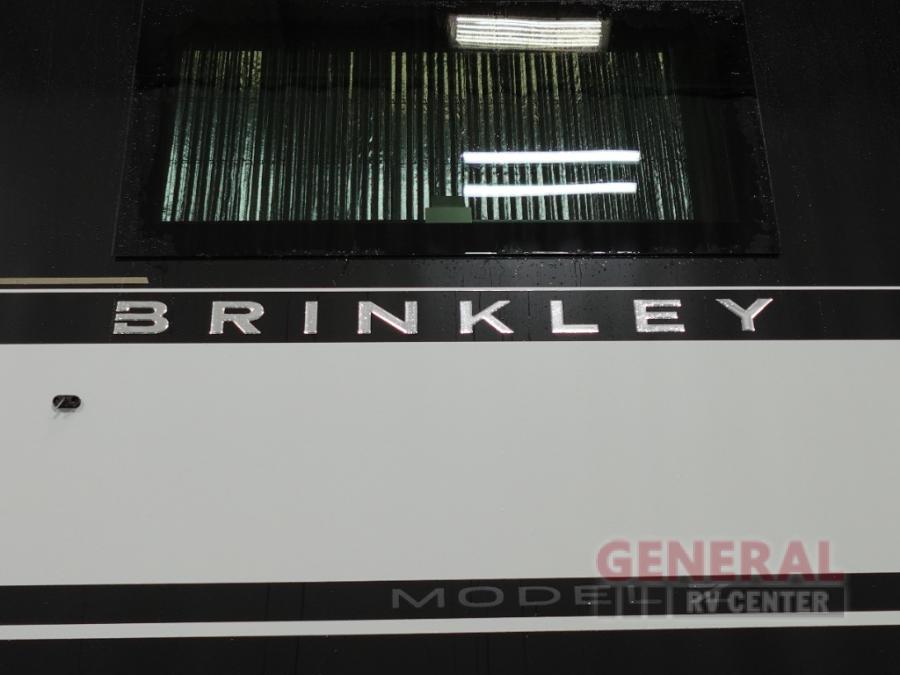 BRINKLEY
GENERAL
MODEL Z
RV CENTER